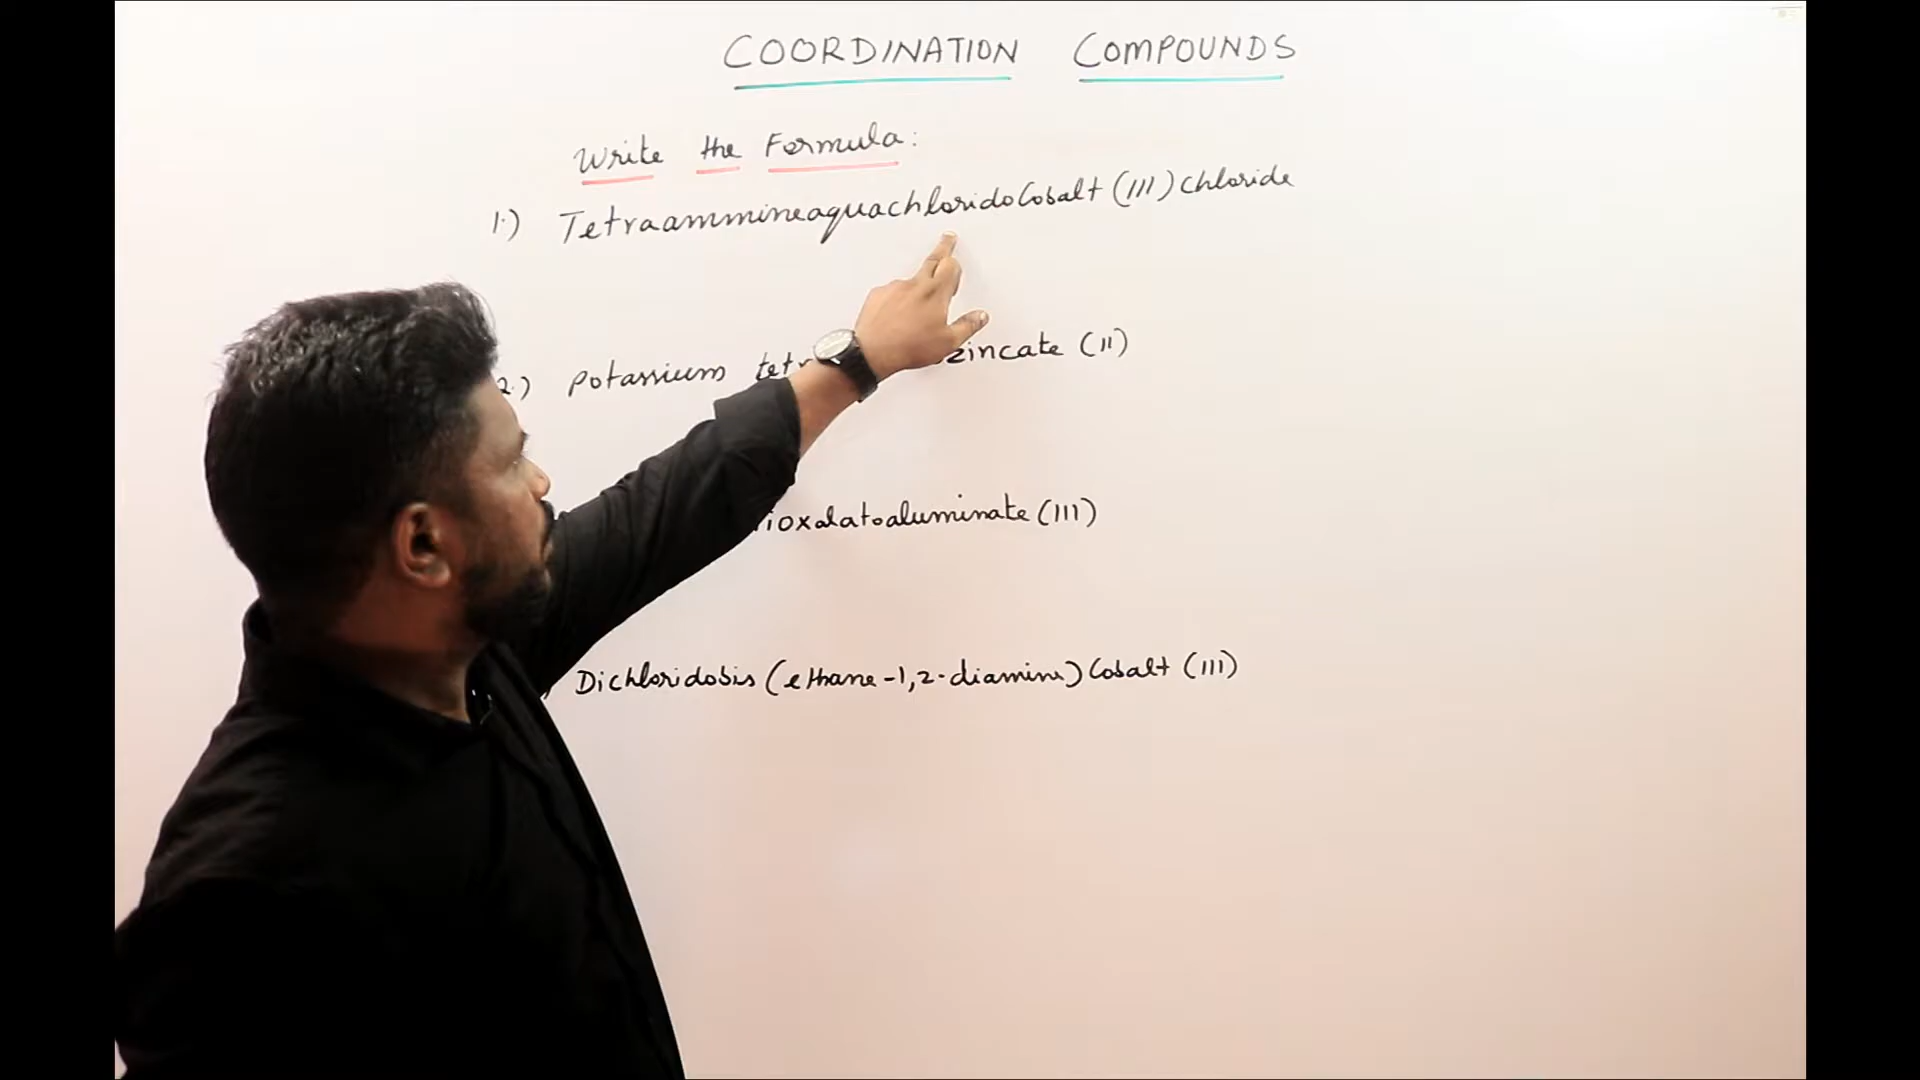 COORDINATION COMPOUNDS
Write the Formula:
1.) TetraammineaquachloridoCobalt (III) chloride
2.) Potassium zincate (II)
ioxalatoaluminate (III)
Dichloridobis (ethane-1,2-diamine) Cobalt (III)